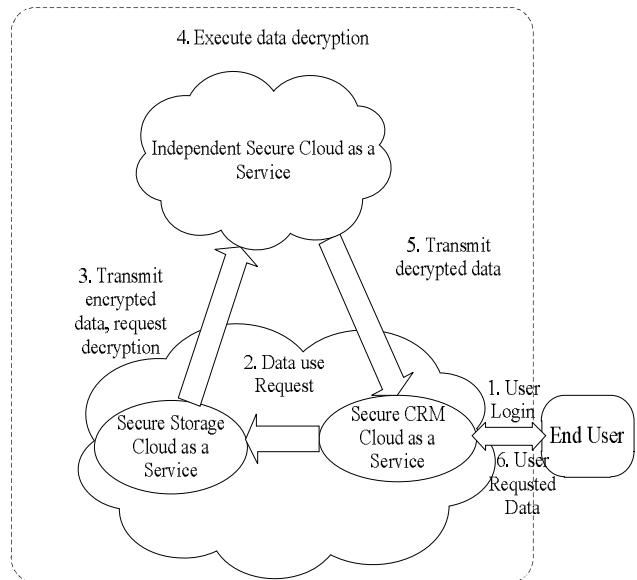 4. Execute data decryption
Independent Secure Cloud as a
Service
5. Transmit
decrypted data
3. Transmit
encrypted
data, request
decryption
2. Data use
Request
1. User
Login
Secure Storage
Cloud as a
Service
Secure CRM
Cloud as a
Service
End User
6. User
Requsted
Data